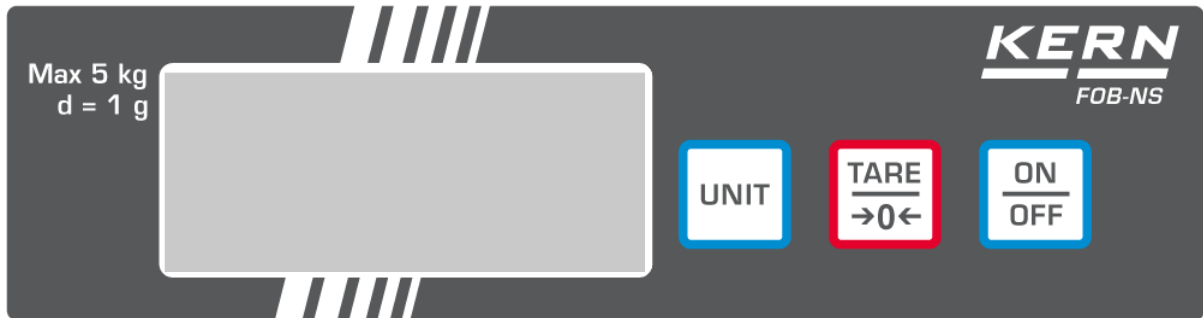 Max 5 kg
d = 1 g
KERN
FOB-NS
UNIT
TARE
→0←
ON
OFF